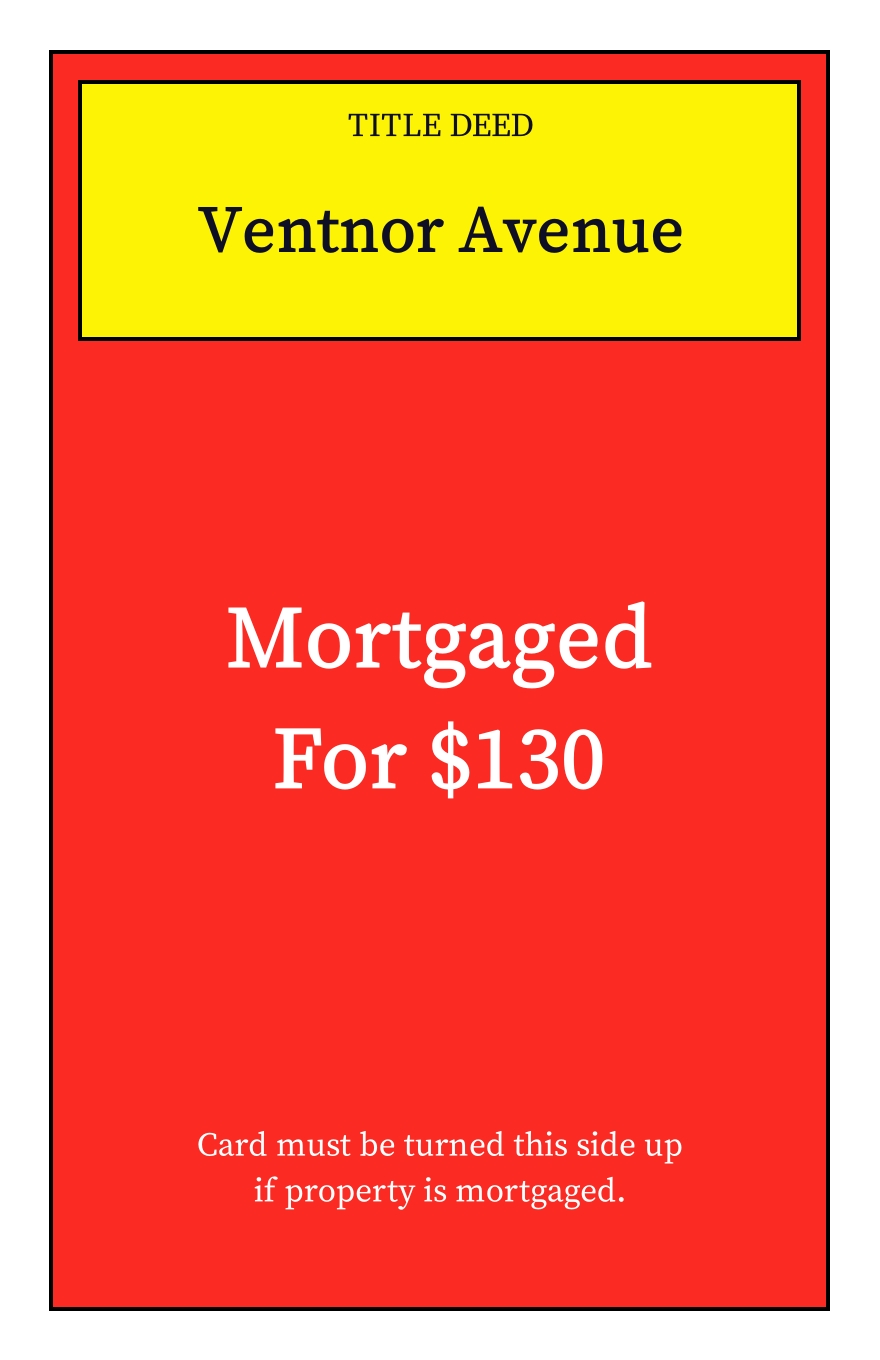 TITLE DEED
Ventnor Avenue
Mortgaged
For $130
Card must be turned this side up
if property is mortgaged.